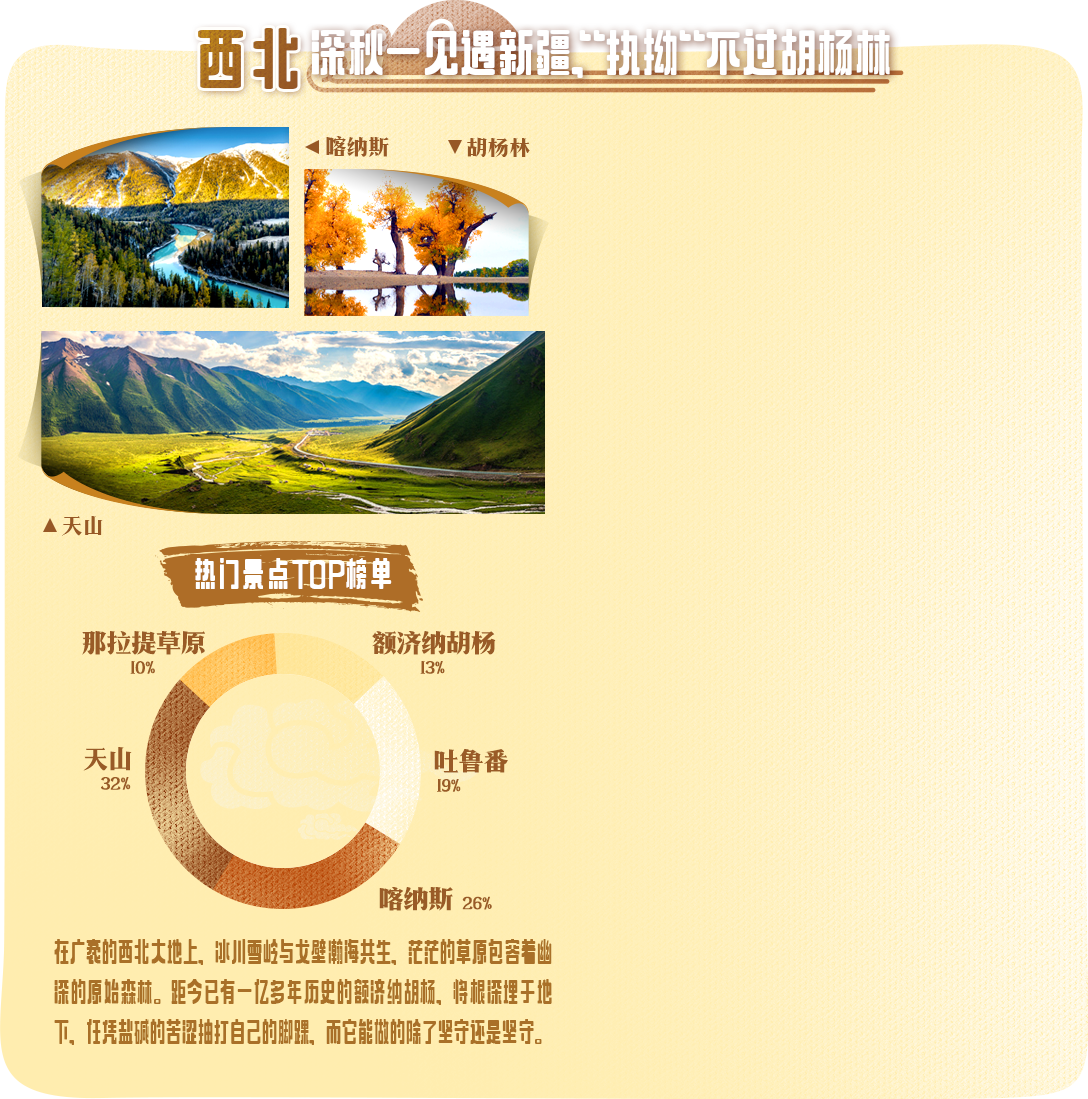 西北 深秋一见遇新疆，“执拗“不过胡杨林
喀纳斯
胡杨林
天山
热门景点TOP榜单
那拉提草原
10%
额济纳胡杨
13%
天山
32%
吐鲁番
19%
喀纳斯 26%
在广袤的西北大地上，冰川雪岭与戈壁瀚海共生，茫茫的草原包容着幽
深的原始森林。距今已有一亿多年历史的额济纳胡杨，将根深埋于地
下，任凭盐碱的苦涩抽打自己的脚踝，而它能做的除了坚守还是坚守。